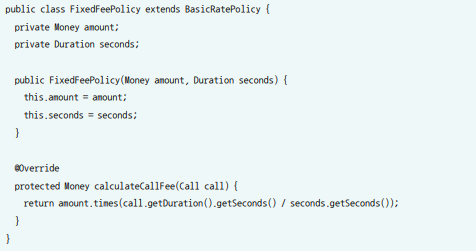 public class FixedFeePolicy extends BasicRatePolicy {
  private Money amount;
  private Duration seconds;

  public FixedFeePolicy(Money amount, Duration seconds) {
    this.amount = amount;
    this.seconds = seconds;
  }

  @Override
  protected Money calculateCallFee(Call call) {
    return amount.times(call.getDuration().getSeconds() / seconds.getSeconds());
  }
}